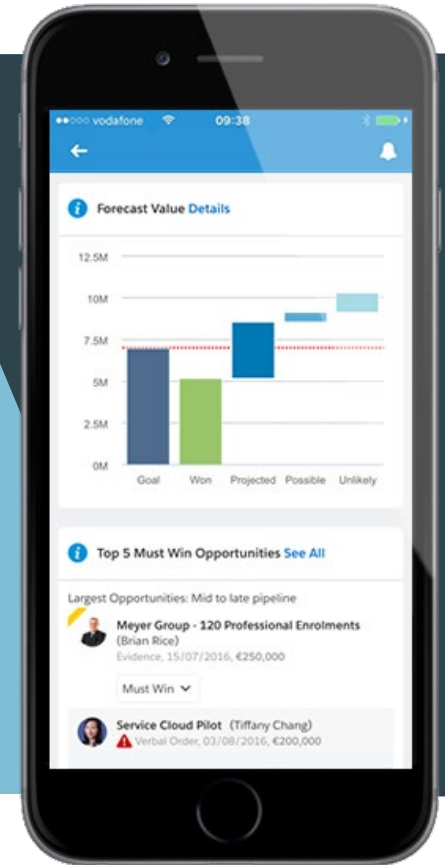 vodafone 09:38
Forecast Value Details
12.5M
10M
7.5M
5M
2.5M
0M
Goal Won Projected Possible Unlikely
Top 5 Must Win Opportunities See All
Largest Opportunities: Mid to late pipeline
Meyer Group - 120 Professional Enrolments
(Brian Rice)
Evidence, 15/07/2016, €250,000
Must Win
Service Cloud Pilot (Tiffany Chang)
Verbal Order, 03/08/2016, €200,000